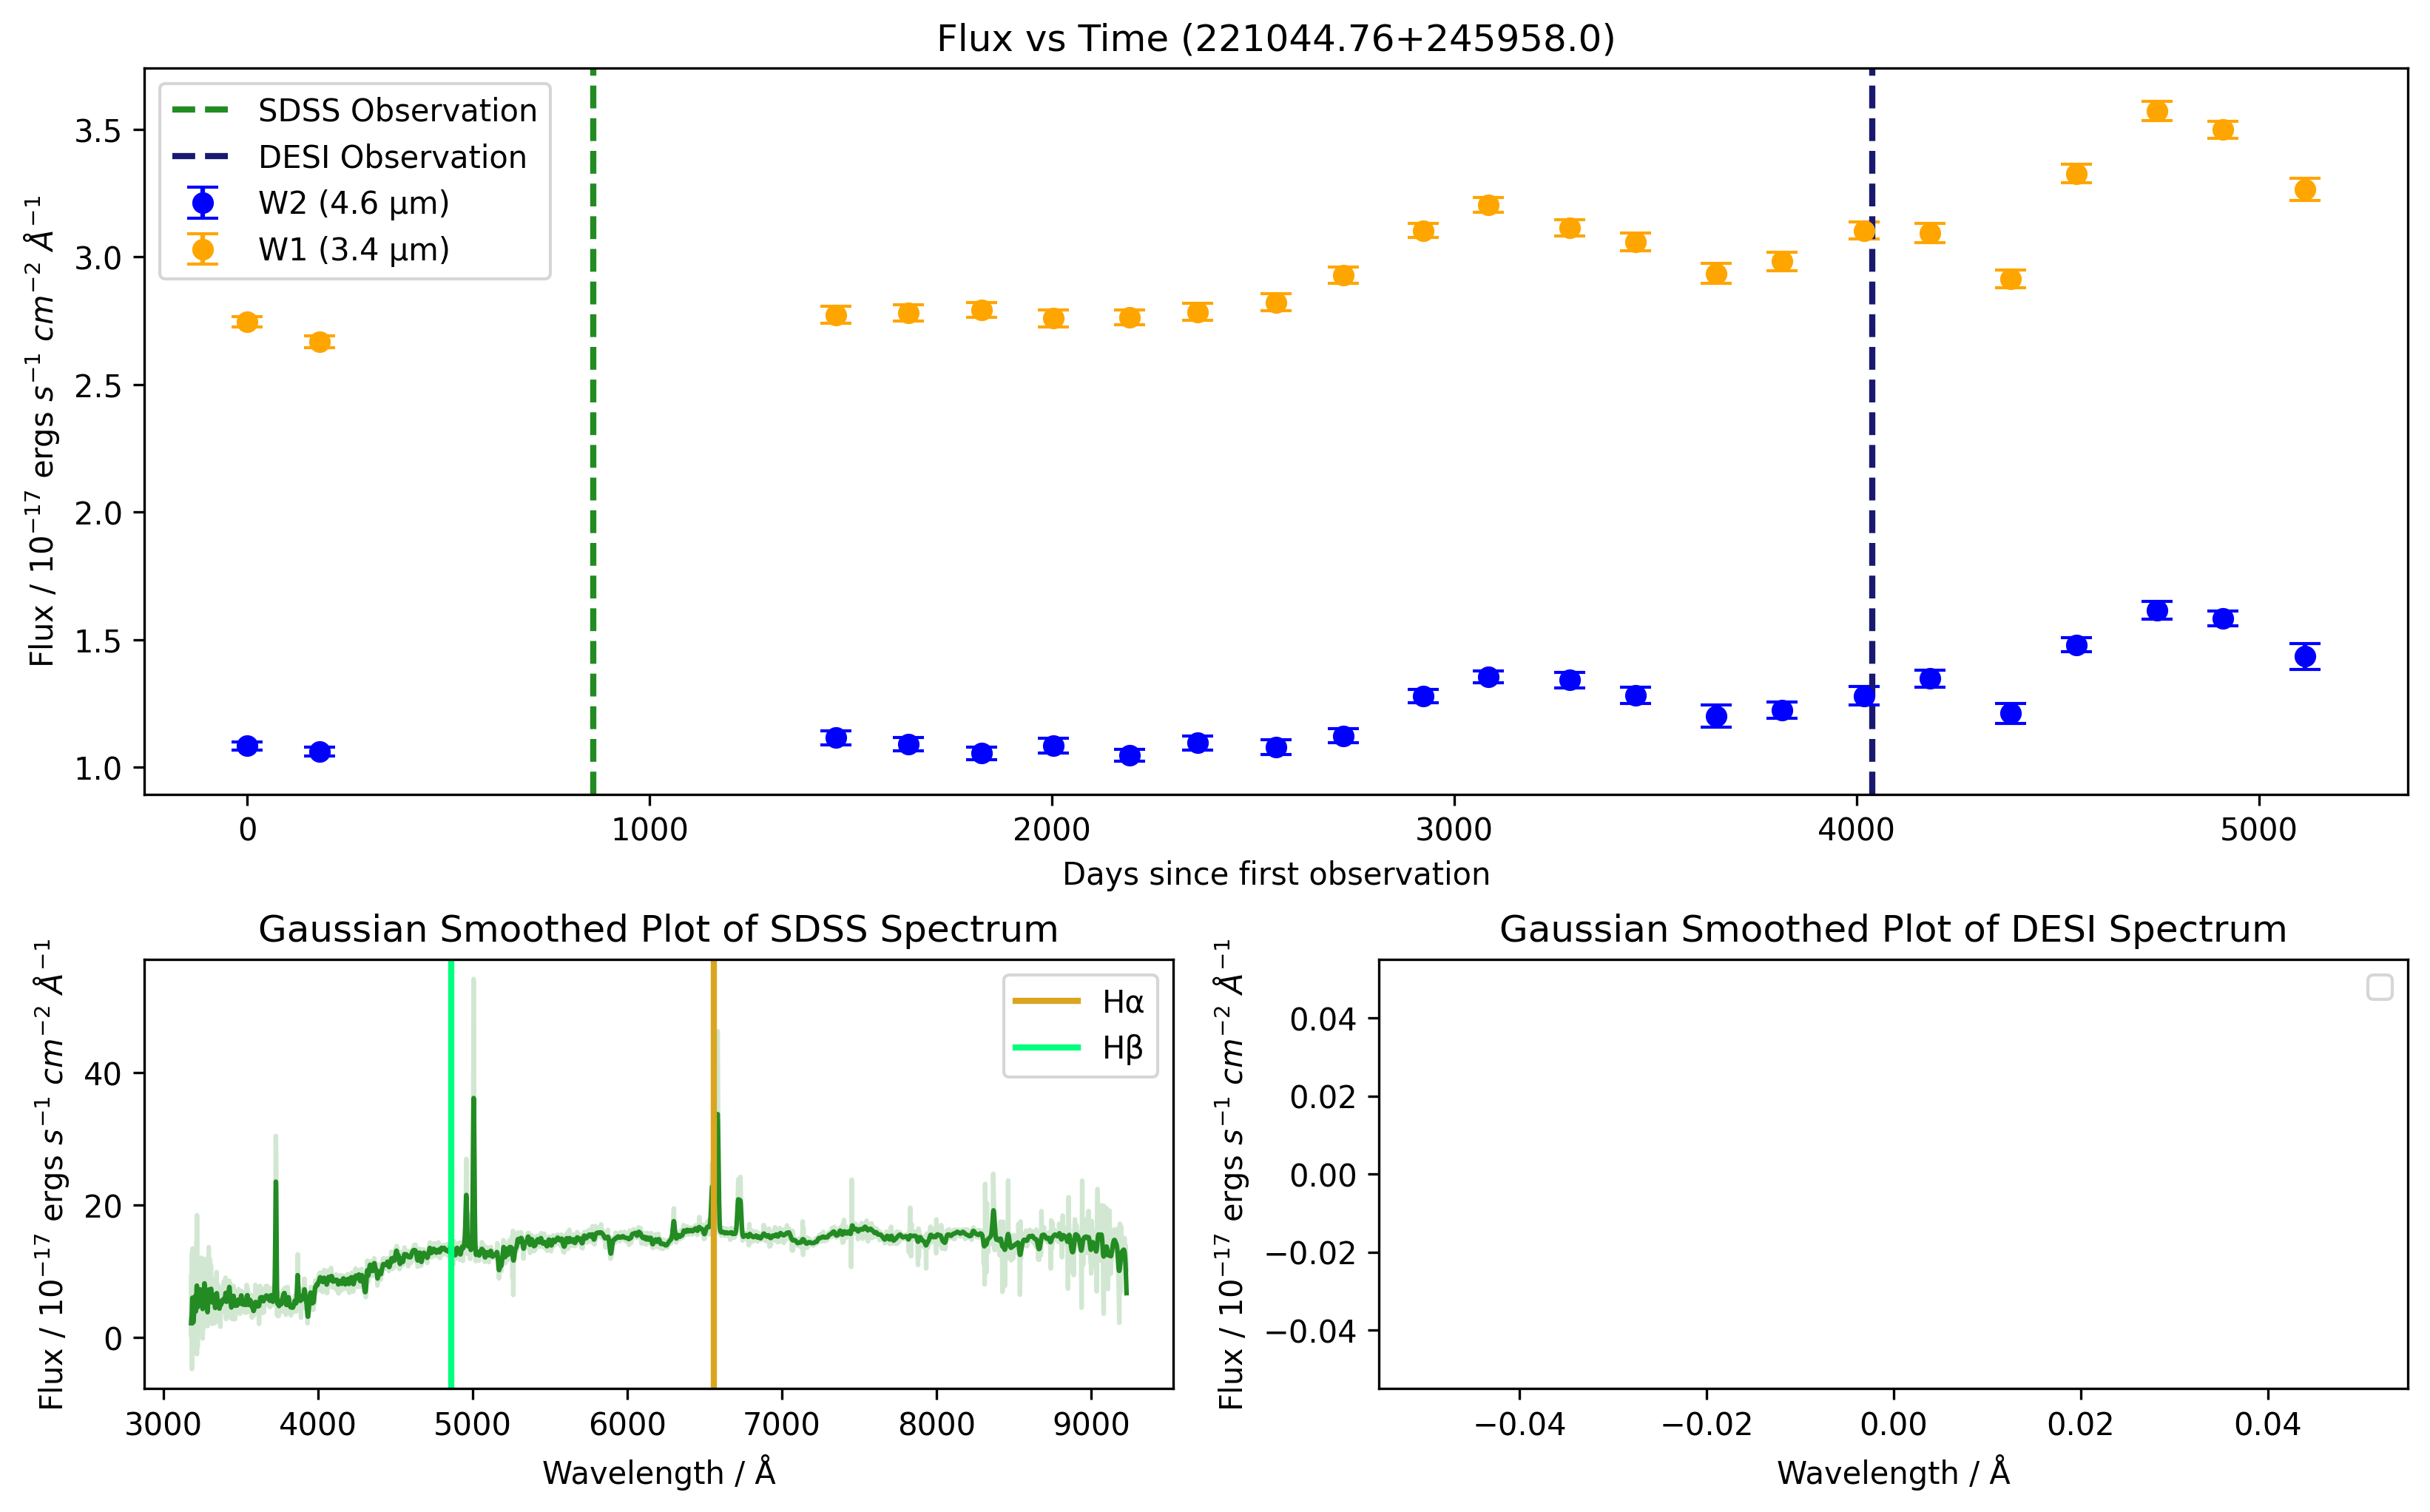 Flux vs Time (221044.76+245958.0)
Flux / 10⁻¹⁷ ergs s⁻¹ cm⁻² Å⁻¹
3.5
3.0
2.5
2.0
1.5
1.0
SDSS Observation
DESI Observation
W2 (4.6 μm)
W1 (3.4 μm)
0 1000 2000 3000 4000 5000
Days since first observation
Gaussian Smoothed Plot of SDSS Spectrum
Flux / 10⁻¹⁷ ergs s⁻¹ cm⁻² Å⁻¹
40
20
0
Hα
Hβ
3000 4000 5000 6000 7000 8000 9000
Wavelength / Å
Gaussian Smoothed Plot of DESI Spectrum
Flux / 10⁻¹⁷ ergs s⁻¹ cm⁻² Å⁻¹
0.04
0.02
0.00
−0.02
−0.04
−0.04 −0.02 0.00 0.02 0.04
Wavelength / Å